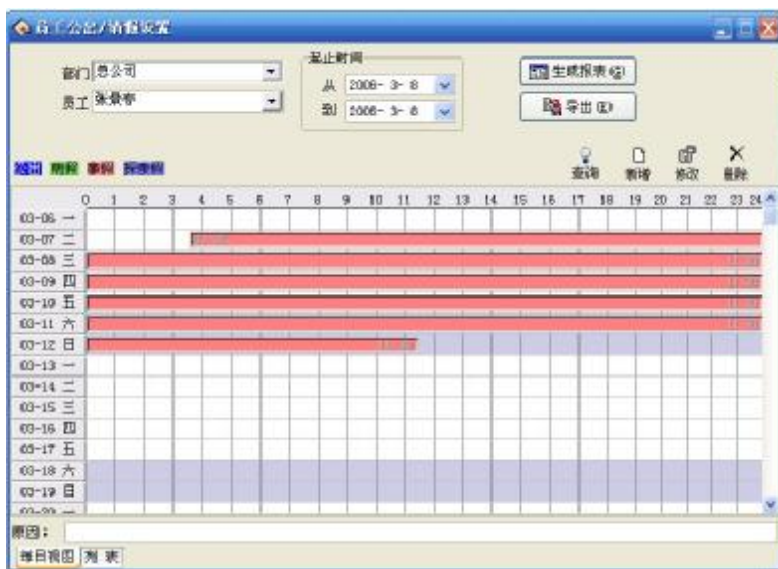 员工公出/请假设置
部门 总公司
员工 张景春
起止时间
从 2006- 3- 8
到 2006- 3- 8
生成报表(G)
导出(E)
病假 事假 探亲假
查询 新增 修改 删除
0 1 2 3 4 5 6 7 8 9 10 11 12 13 14 15 16 17 18 19 20 21 22 23 24
03-06 一
03-07 二
03-08 三
03-09 四
03-10 五
03-11 六
03-12 日
03-13 一
03-14 二
03-15 三
03-16 四
03-17 五
03-18 六
03-19 日
03-20 一
原因：
每日视图 列 表